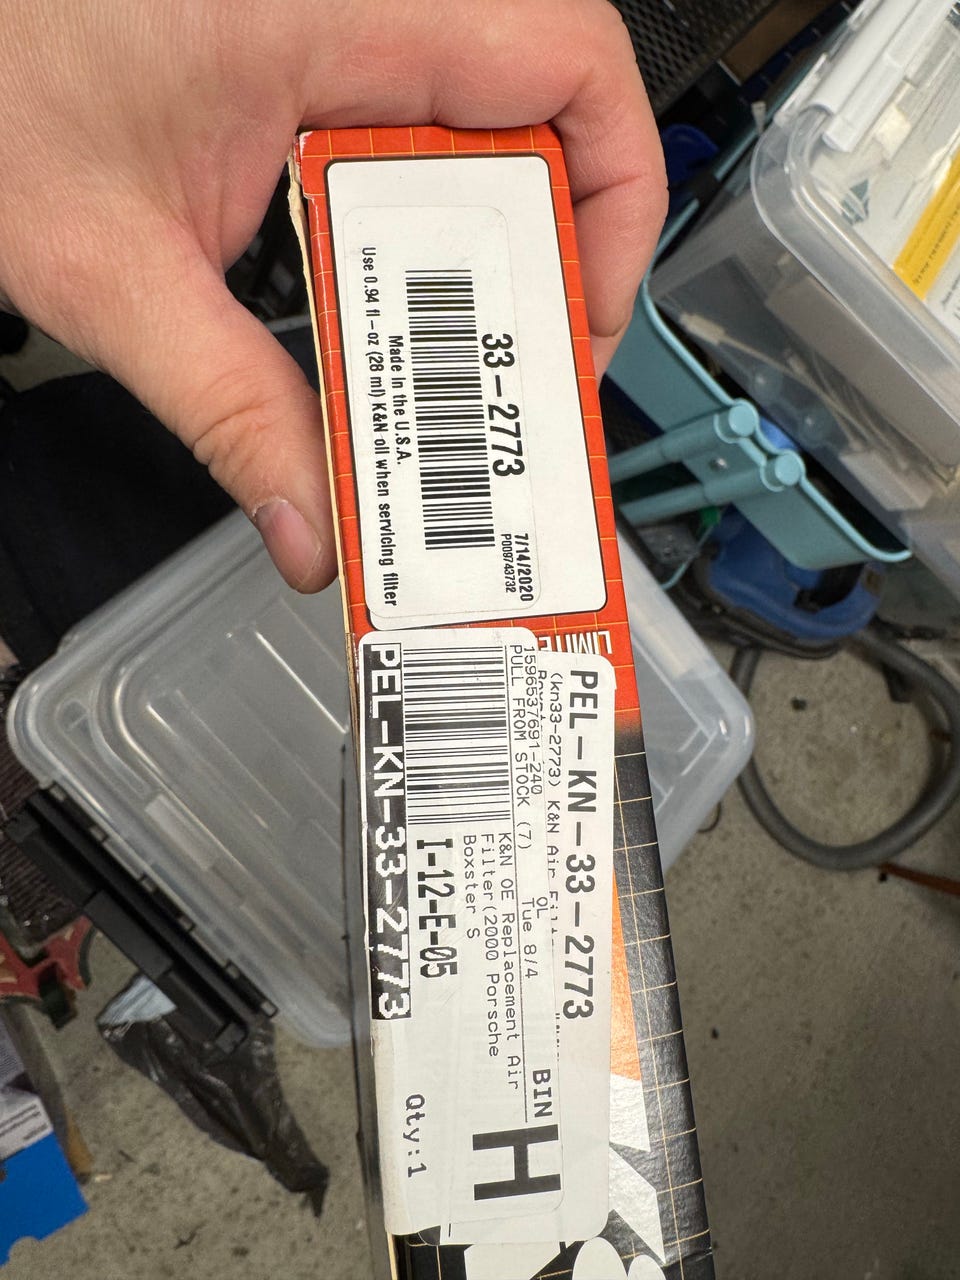 33-2773
7/14/2020
P009743732
Made in the U.S.A.
Use 0.94 fl-oz (28 ml) K&N oil when servicing filter
PEL-KN-33-2773
(kn33-2773) K&N Air
1596537691-240
OL
Tue 8/4
PULL FROM STOCK (7)
BIN
H
K&N OE Replacement Air
Filter(2000 Porsche
Boxster S
I-12-E-05
Qty:1
PEL-KN-33-2773